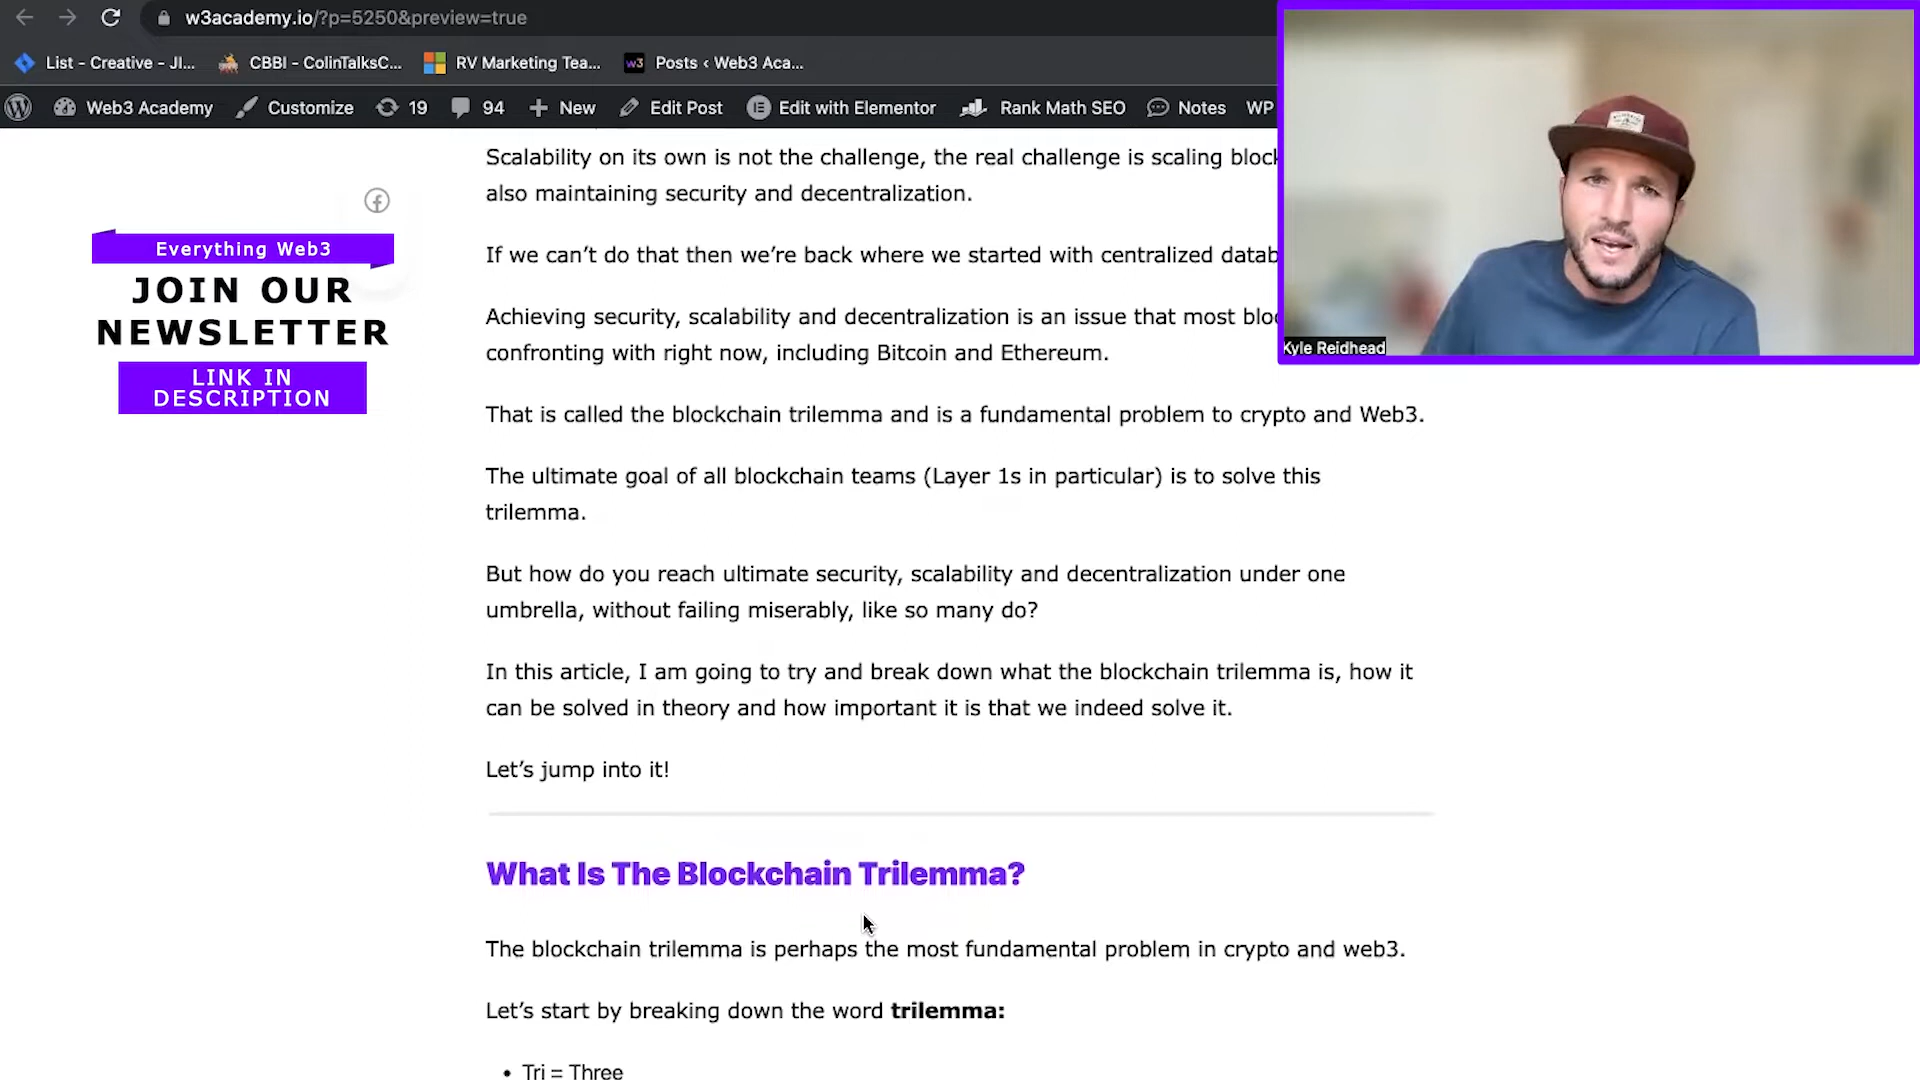 w3academy.io/?p=5250&preview=true
List - Creative - JI...
CBBI - ColinTalksC...
RV Marketing Tea...
w3
Posts ‹ Web3 Aca...
Web3 Academy
Customize
19
94
New
Edit Post
Edit with Elementor
Rank Math SEO
Notes
WP
Kyle Reidhead
Everything Web3
JOIN OUR
NEWSLETTER
LINK IN
DESCRIPTION
Scalability on its own is not the challenge, the real challenge is scaling
also maintaining security and decentralization.
If we can’t do that then we’re back where we started with centralized
Achieving security, scalability and decentralization is an issue that most
confronting with right now, including Bitcoin and Ethereum.
That is called the blockchain trilemma and is a fundamental problem to crypto and Web3.
The ultimate goal of all blockchain teams (Layer 1s in particular) is to solve this
trilemma.
But how do you reach ultimate security, scalability and decentralization under one
umbrella, without failing miserably, like so many do?
In this article, I am going to try and break down what the blockchain trilemma is, how it
can be solved in theory and how important it is that we indeed solve it.
Let’s jump into it!
What Is The Blockchain Trilemma?
The blockchain trilemma is perhaps the most fundamental problem in crypto and web3.
Let’s start by breaking down the word trilemma:
• Tri = Three